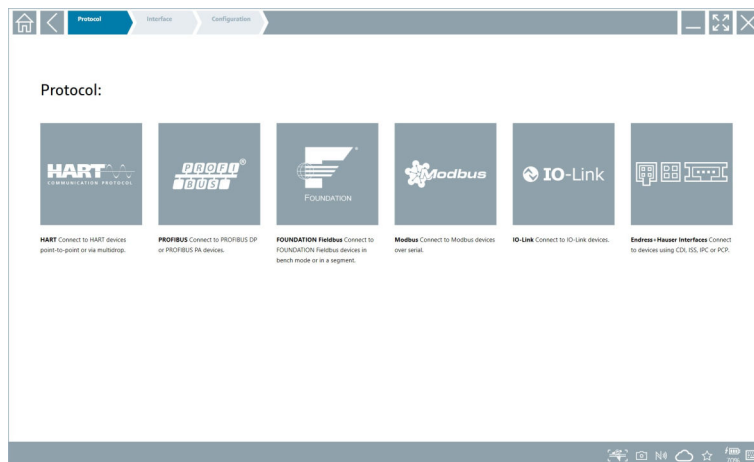 Protocol
Interface
Configuration
Protocol:
HART
COMMUNICATION PROTOCOL
PROFI®
BUS
FOUNDATION
Modbus
IO-Link
HART Connect to HART devices
point-to-point or via multidrop.
PROFIBUS Connect to PROFIBUS DP
or PROFIBUS PA devices.
FOUNDATION Fieldbus Connect to
FOUNDATION Fieldbus devices in
bench mode or in a segment.
Modbus Connect to Modbus devices
over serial.
IO-Link Connect to IO-Link devices.
Endress+Hauser Interfaces Connect
to devices using CDI, ISS, IPC or PCP.